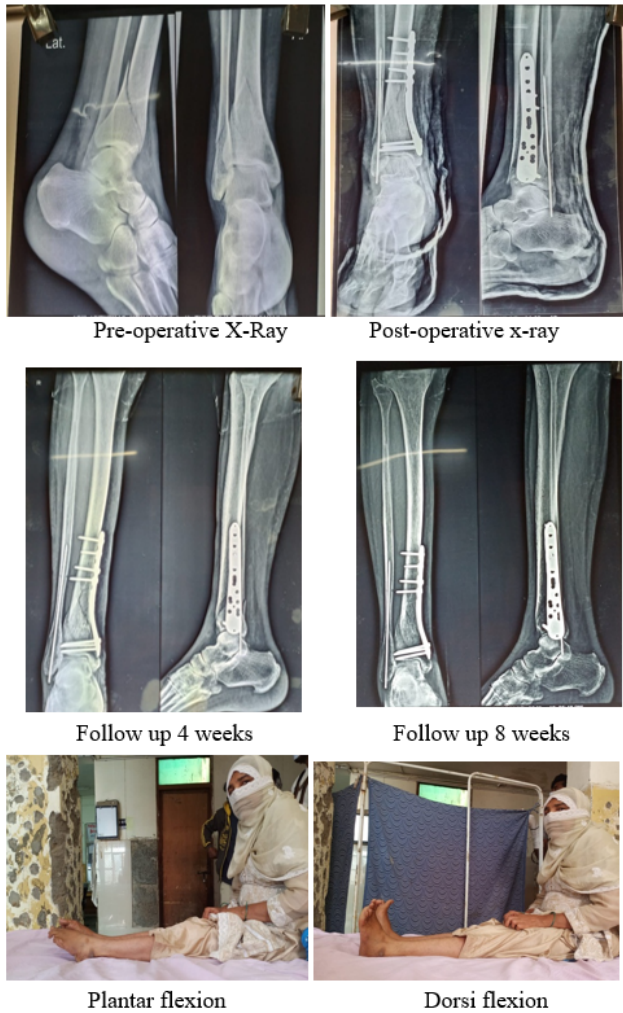 Lat.
Pre-operative X-Ray
Post-operative x-ray
Follow up 4 weeks
Follow up 8 weeks
Plantar flexion
Dorsi flexion